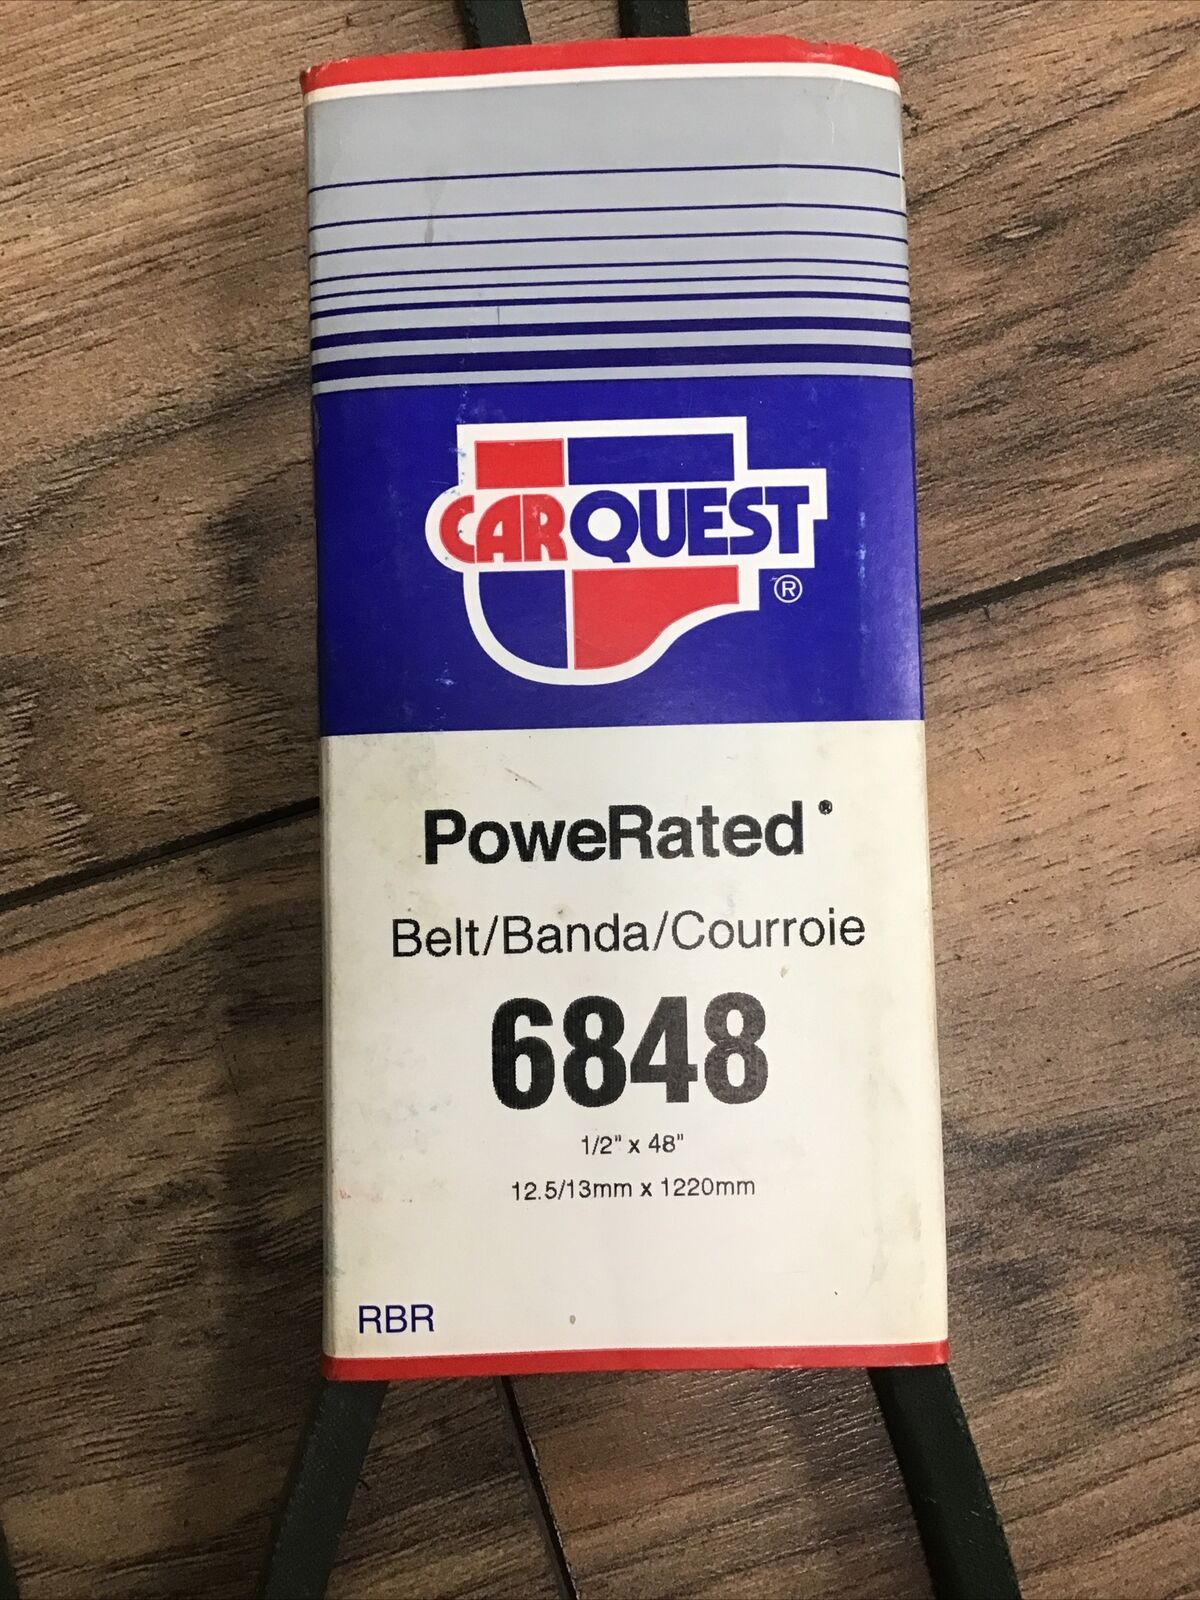 CARQUEST®
PoweRated®
Belt/Banda/Courroie
6848
1/2" x 48"
12.5/13mm x 1220mm
RBR